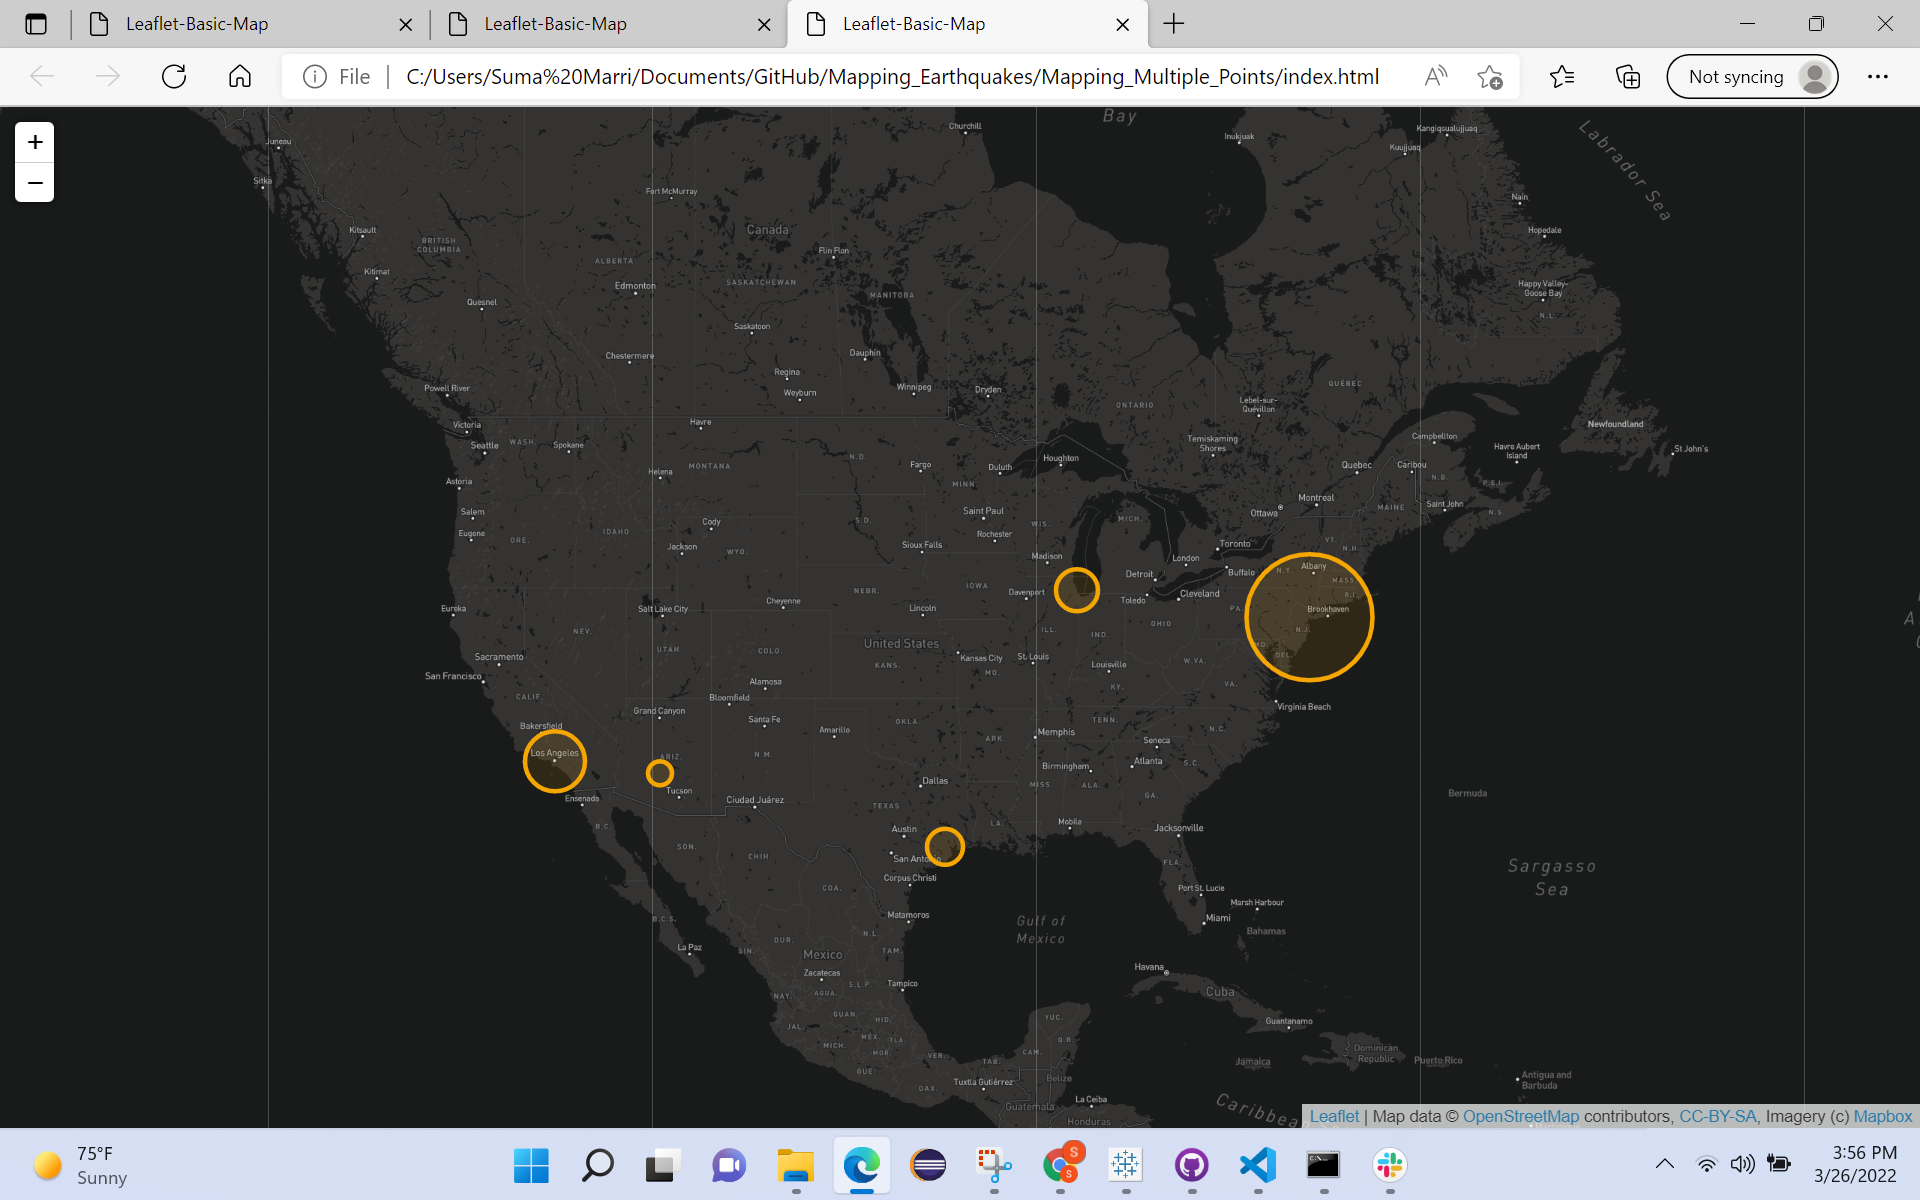 Leaflet-Basic-Map
Leaflet-Basic-Map
Leaflet-Basic-Map
File
C:/Users/Suma%20Marri/Documents/GitHub/Mapping_Earthquakes/Mapping_Multiple_Points/index.html
Not syncing
+
−
Bay
Labrador Sea
Churchill
Inukjuak
Kangiqsualujjuaq
Kuujjuaq
Juneau
Sitka
Fort McMurray
Nain
Kitsault
BRITISH
COLUMBIA
Canada
Flin Flon
Hopedale
Kitimat
ALBERTA
Edmonton
SASKATCHEWAN
MANITOBA
Happy Valley-
Goose Bay
N.L.
Quesnel
Saskatoon
Chestermere
Dauphin
Regina
Weyburn
Winnipeg
Dryden
Powell River
QUÉBEC
ONTARIO
Lebel-sur-
Quévillon
Victoria
Seattle
WASH.
Spokane
Havre
Newfoundland
Temiskaming
Shores
Campbellton
Havre Aubert
Island
St John's
Helena
MONTANA
N.D.
Fargo
Duluth
Houghton
Quebec
Caribou
N.B.
P.E.I.
Astoria
MINN.
Salem
Eugene
ORE.
IDAHO
Cody
Jackson
WYO.
S.D.
Saint Paul
Rochester
WIS.
MICH.
Montreal
Ottawa
MAINE
Saint John
N.S.
Sioux Falls
Madison
Toronto
London
VT.
N.H.
Detroit
Buffalo
N.Y.
Albany
MASS.
R.I.
Eureka
Salt Lake City
Cheyenne
NEBR.
Lincoln
IOWA
Davenport
Toledo
Cleveland
PA.
Brookhaven
N.J.
NEV.
ILL.
IND.
OHIO
MD.
DEL.
Sacramento
San Francisco
UTAH
COLO.
United States
KANS.
Kansas City
MO.
St. Louis
Louisville
W.VA.
KY.
VA.
CALIF.
Alamosa
Bloomfield
Grand Canyon
Santa Fe
Virginia Beach
Bakersfield
Amarillo
OKLA.
TENN.
N.C.
Los Angeles
ARIZ.
N.M.
ARK.
Memphis
Seneca
Birmingham
Atlanta
S.C.
Ensenada
Tucson
Ciudad Juárez
Dallas
TEXAS
MISS.
ALA.
GA.
Bermuda
B.C.
SON.
CHIH.
Austin
San Antonio
LA.
Mobile
Jacksonville
FLA.
Corpus Christi
COA.
Sargasso
Sea
Port St. Lucie
Marsh Harbour
Miami
Bahamas
B.C.S.
Matamoros
Gulf of
Mexico
N.L.
La Paz
SIN.
DUR.
Mexico
TAM.
Zacatecas
Tampico
Havana
Cuba
NAY.
AGUA.
S.L.P.
JAL.
GUAN.
HID.
MÉX.
TLA.
MICH.
MOR.
GUE.
VER.
OAX.
TAB.
CAM.
YUC.
Q.R.
Guantanamo
Dominican
Republic
Jamaica
Puerto Rico
Tuxtla Gutiérrez
Belize
Guatemala
La Ceiba
Honduras
Antigua and
Barbuda
Leaflet | Map data © OpenStreetMap contributors, CC-BY-SA, Imagery (c) Mapbox
75°F
Sunny
3:56 PM
3/26/2022